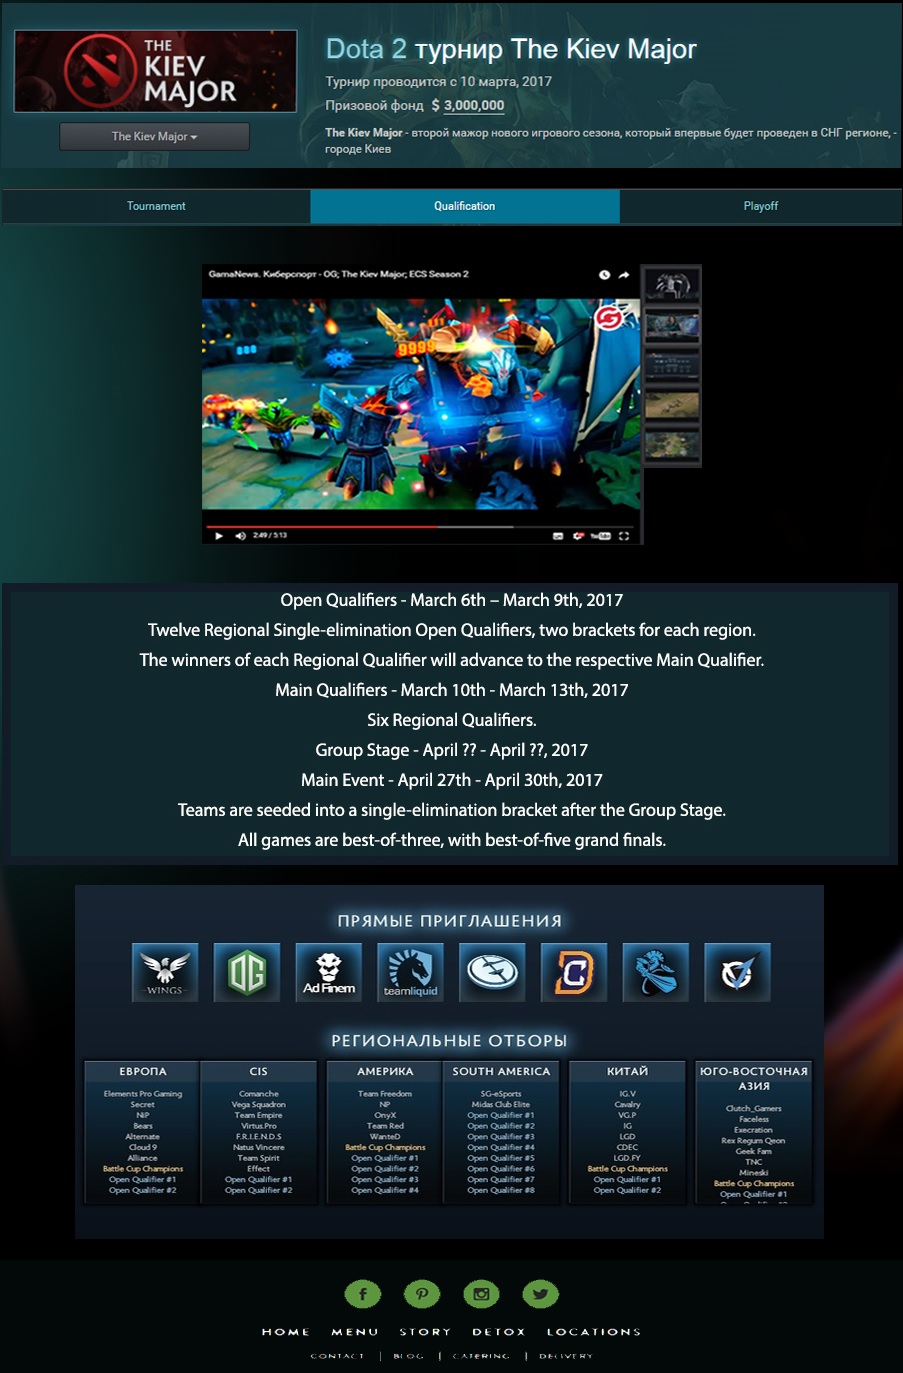 THE
KIEV
MAJOR
The Kiev Major
Dota 2 турнир The Kiev Major
Турнир проводится с 10 марта, 2017
Призовой фонд $ 3,000,000
The Kiev Major - второй мажор нового игрового сезона, который впервые будет проведен в СНГ регионе, -
городе Киев
Tournament Qualification Playoff
GamaNews. Киберспорт - OG; The Kiev Major; ECS Season 2
888
111
9999
2:49 / 5:13
YouTube
Open Qualifiers - March 6th – March 9th, 2017
Twelve Regional Single-elimination Open Qualifiers, two brackets for each region.
The winners of each Regional Qualifier will advance to the respective Main Qualifier.
Main Qualifiers - March 10th - March 13th, 2017
Six Regional Qualifiers.
Group Stage - April ?? - April ??, 2017
Main Event - April 27th - April 30th, 2017
Teams are seeded into a single-elimination bracket after the Group Stage.
All games are best-of-three, with best-of-five grand finals.
ПРЯМЫЕ ПРИГЛАШЕНИЯ
-WINGS-
OG
Ad Finem
teamliquid
РЕГИОНАЛЬНЫЕ ОТБОРЫ
ЕВРОПА
Elements Pro Gaming
Secret
NiP
Bears
Alternate
Cloud 9
Alliance
Battle Cup Champions
Open Qualifier #1
Open Qualifier #2
CIS
Comanche
Vega Squadron
Team Empire
Virtus.Pro
F.R.I.E.N.D.S
Natus Vincere
Team Spirit
Effect
Open Qualifier #1
Open Qualifier #2
АМЕРИКА
Team Freedom
NP
OnyX
Team Red
WanteD
Battle Cup Champions
Open Qualifier #1
Open Qualifier #2
Open Qualifier #3
Open Qualifier #4
SOUTH AMERICA
SG-eSports
Midas Club Elite
Open Qualifier #1
Open Qualifier #2
Open Qualifier #3
Open Qualifier #4
Open Qualifier #5
Open Qualifier #6
Open Qualifier #7
Open Qualifier #8
КИТАЙ
IG.V
Cavalry
VG.P
IG
LGD
CDEC
LGD.FY
Battle Cup Champions
Open Qualifier #1
Open Qualifier #2
ЮГО-ВОСТОЧНАЯ
АЗИЯ
Clutch_Gamers
Faceless
Execration
Rex Regum Qeon
Geek Fam
TNC
Mineski
Battle Cup Champions
Open Qualifier #1
HOME MENU STORY DETOX LOCATIONS
CONTACT | BLOG | CATERING | DELIVERY